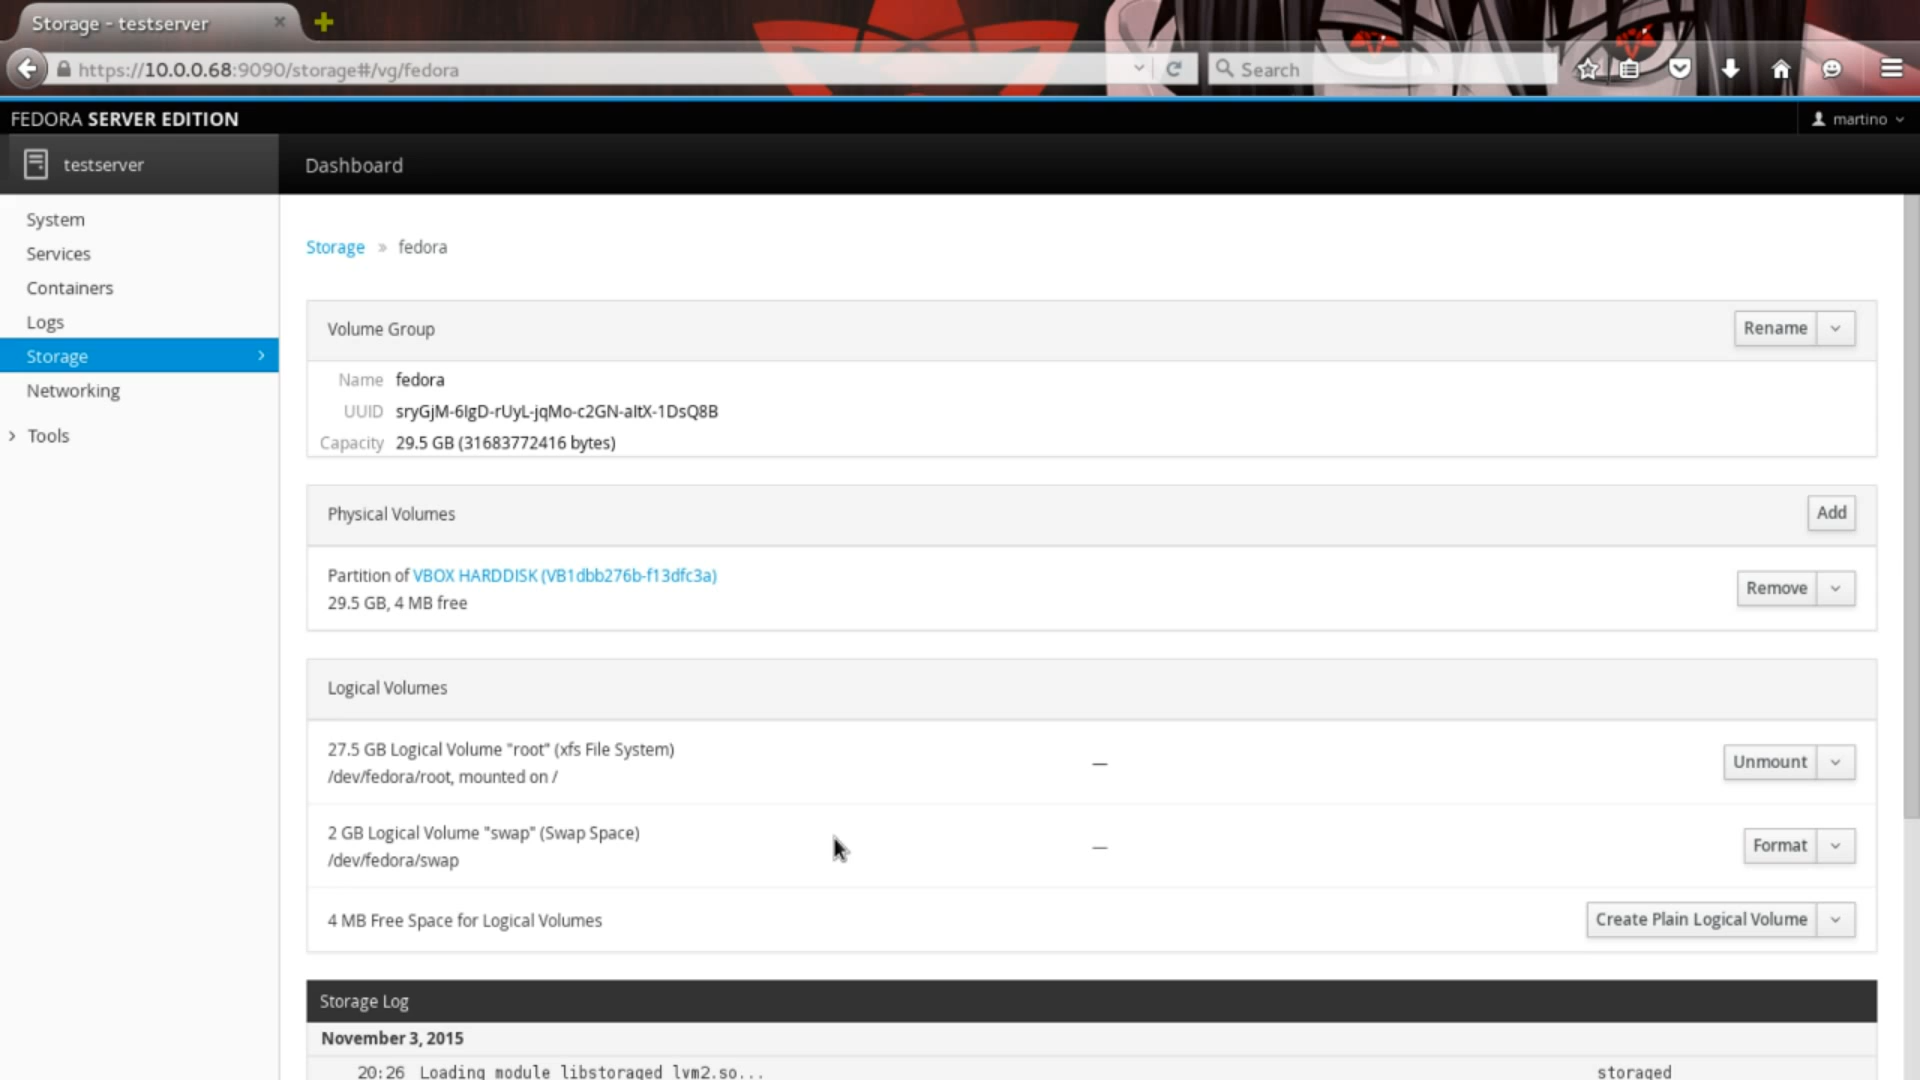 Storage - testserver
https://10.0.0.68:9090/storage#/vg/fedora
Search
FEDORA SERVER EDITION
martino
testserver
Dashboard
System
Services
Containers
Logs
Storage
Networking
Tools
Storage » fedora
Volume Group
Rename
Name fedora
UUID sryGjM-6IgD-rUyL-jqMo-c2GN-aItX-1DsQ8B
Capacity 29.5 GB (31683772416 bytes)
Physical Volumes
Add
Partition of VBOX HARDDISK (VB1dbb276b-f13dfc3a)
29.5 GB, 4 MB free
Remove
Logical Volumes
27.5 GB Logical Volume "root" (xfs File System)
/dev/fedora/root, mounted on /
—
Unmount
2 GB Logical Volume "swap" (Swap Space)
/dev/fedora/swap
—
Format
4 MB Free Space for Logical Volumes
Create Plain Logical Volume
Storage Log
November 3, 2015
20:26 Loading module libstoraged_lvm2.so... storaged